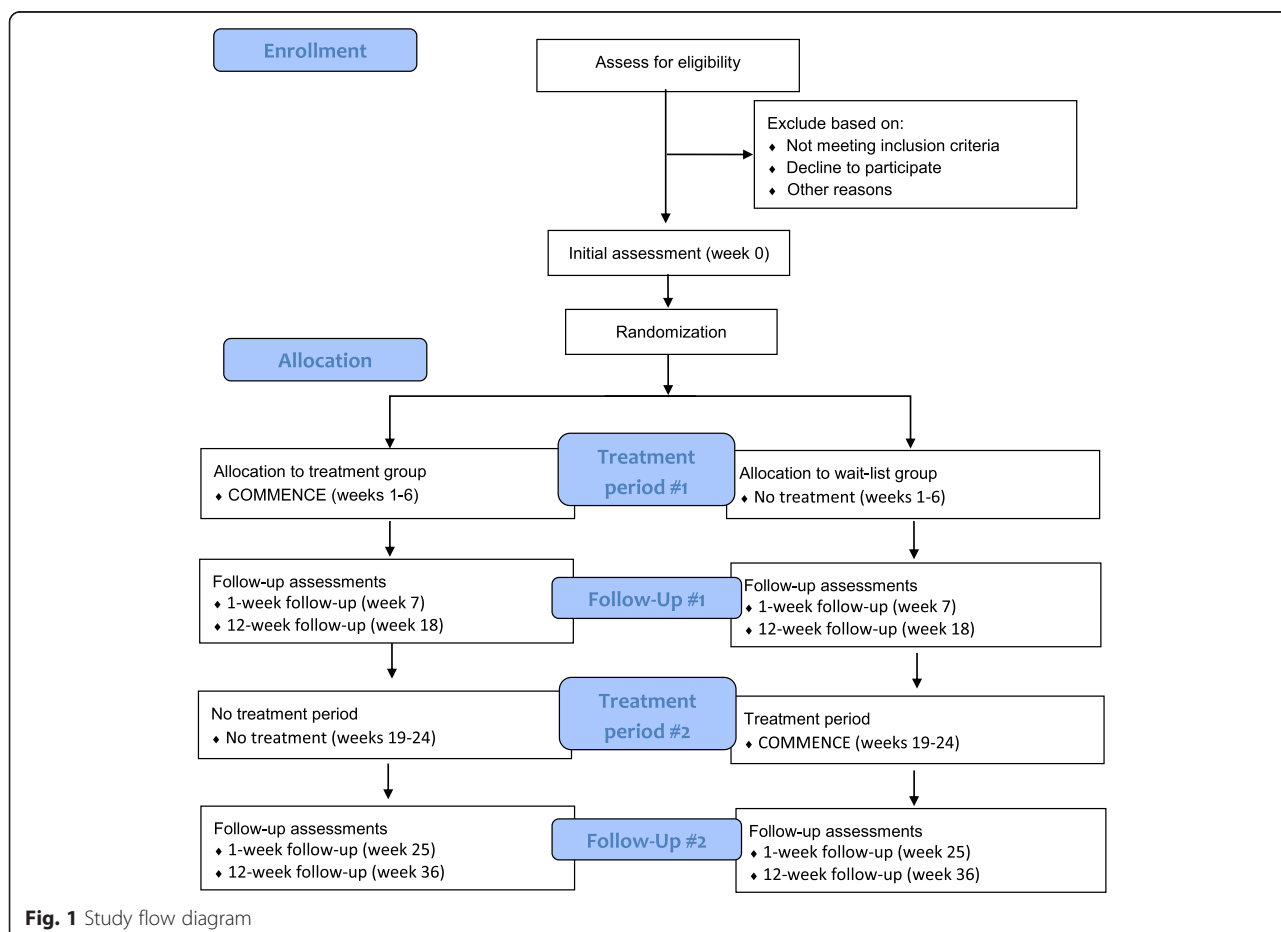 Enrollment
Assess for eligibility
Exclude based on:
♦ Not meeting inclusion criteria
♦ Decline to participate
♦ Other reasons
Initial assessment (week 0)
Randomization
Allocation
Allocation to treatment group
♦ COMMENCE (weeks 1-6)
Treatment
period #1
Allocation to wait-list group
♦ No treatment (weeks 1-6)
Follow-up assessments
♦ 1-week follow-up (week 7)
♦ 12-week follow-up (week 18)
Follow-Up #1
Follow-up assessments
♦ 1-week follow-up (week 7)
♦ 12-week follow-up (week 18)
No treatment period
♦ No treatment (weeks 19-24)
Treatment
period #2
Treatment period
♦ COMMENCE (weeks 19-24)
Follow-up assessments
♦ 1-week follow-up (week 25)
♦ 12-week follow-up (week 36)
Follow-Up #2
Follow-up assessments
♦ 1-week follow-up (week 25)
♦ 12-week follow-up (week 36)
Fig. 1 Study flow diagram